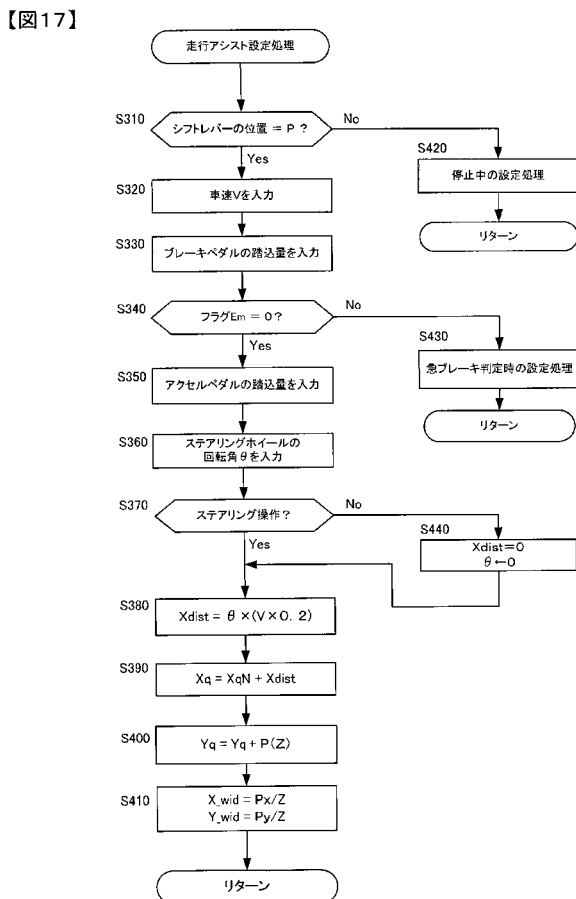 【図17】
走行アシスト設定処理
S310
シフトレバーの位置 = P ?
No
Yes
S420
停止中の設定処理
リターン
S320
車速Vを入力
S330
ブレーキペダルの踏込量を入力
S340
フラグEm = 0?
No
Yes
S430
急ブレーキ判定時の設定処理
リターン
S350
アクセルペダルの踏込量を入力
S360
ステアリングホイールの
回転角θを入力
S370
ステアリング操作?
No
Yes
S440
Xdist=0
θ←0
S380
Xdist = θ×(V×0.2)
S390
Xq = XqN + Xdist
S400
Yq = Yq + P(Z)
S410
X_wid = Px/Z
Y_wid = Py/Z
リターン